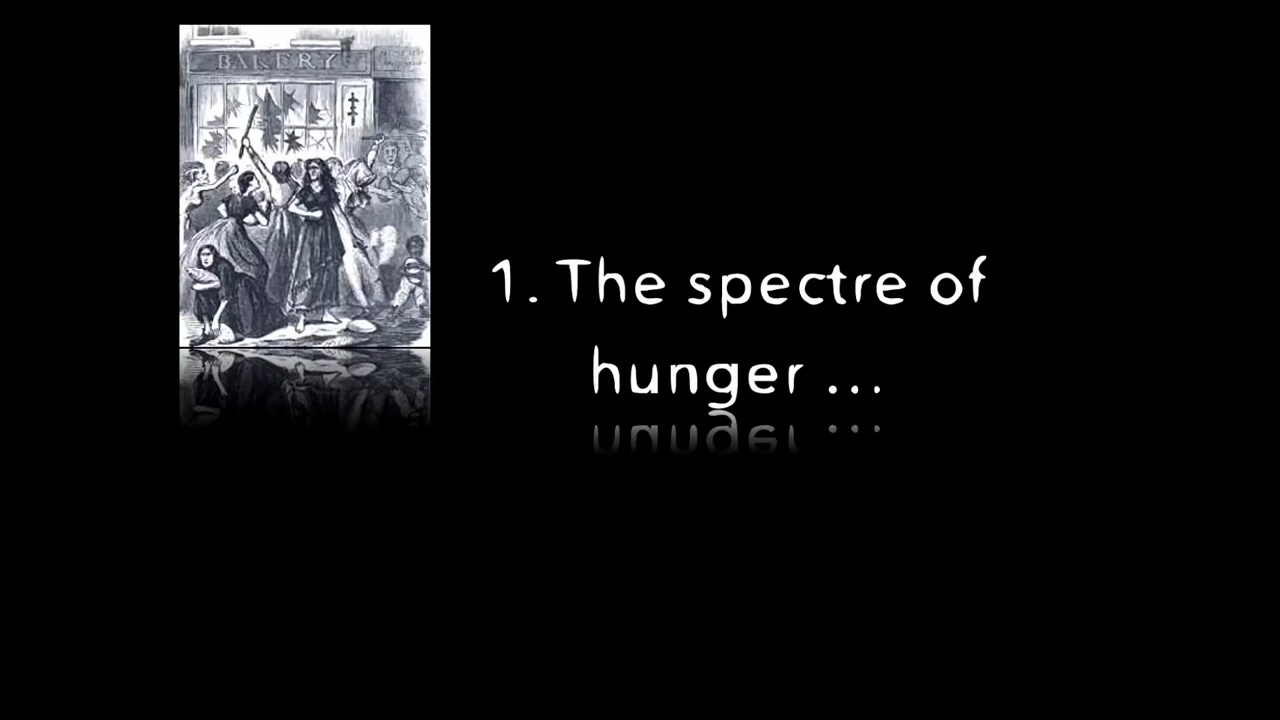 BAKERY
1. The spectre of
hunger ...